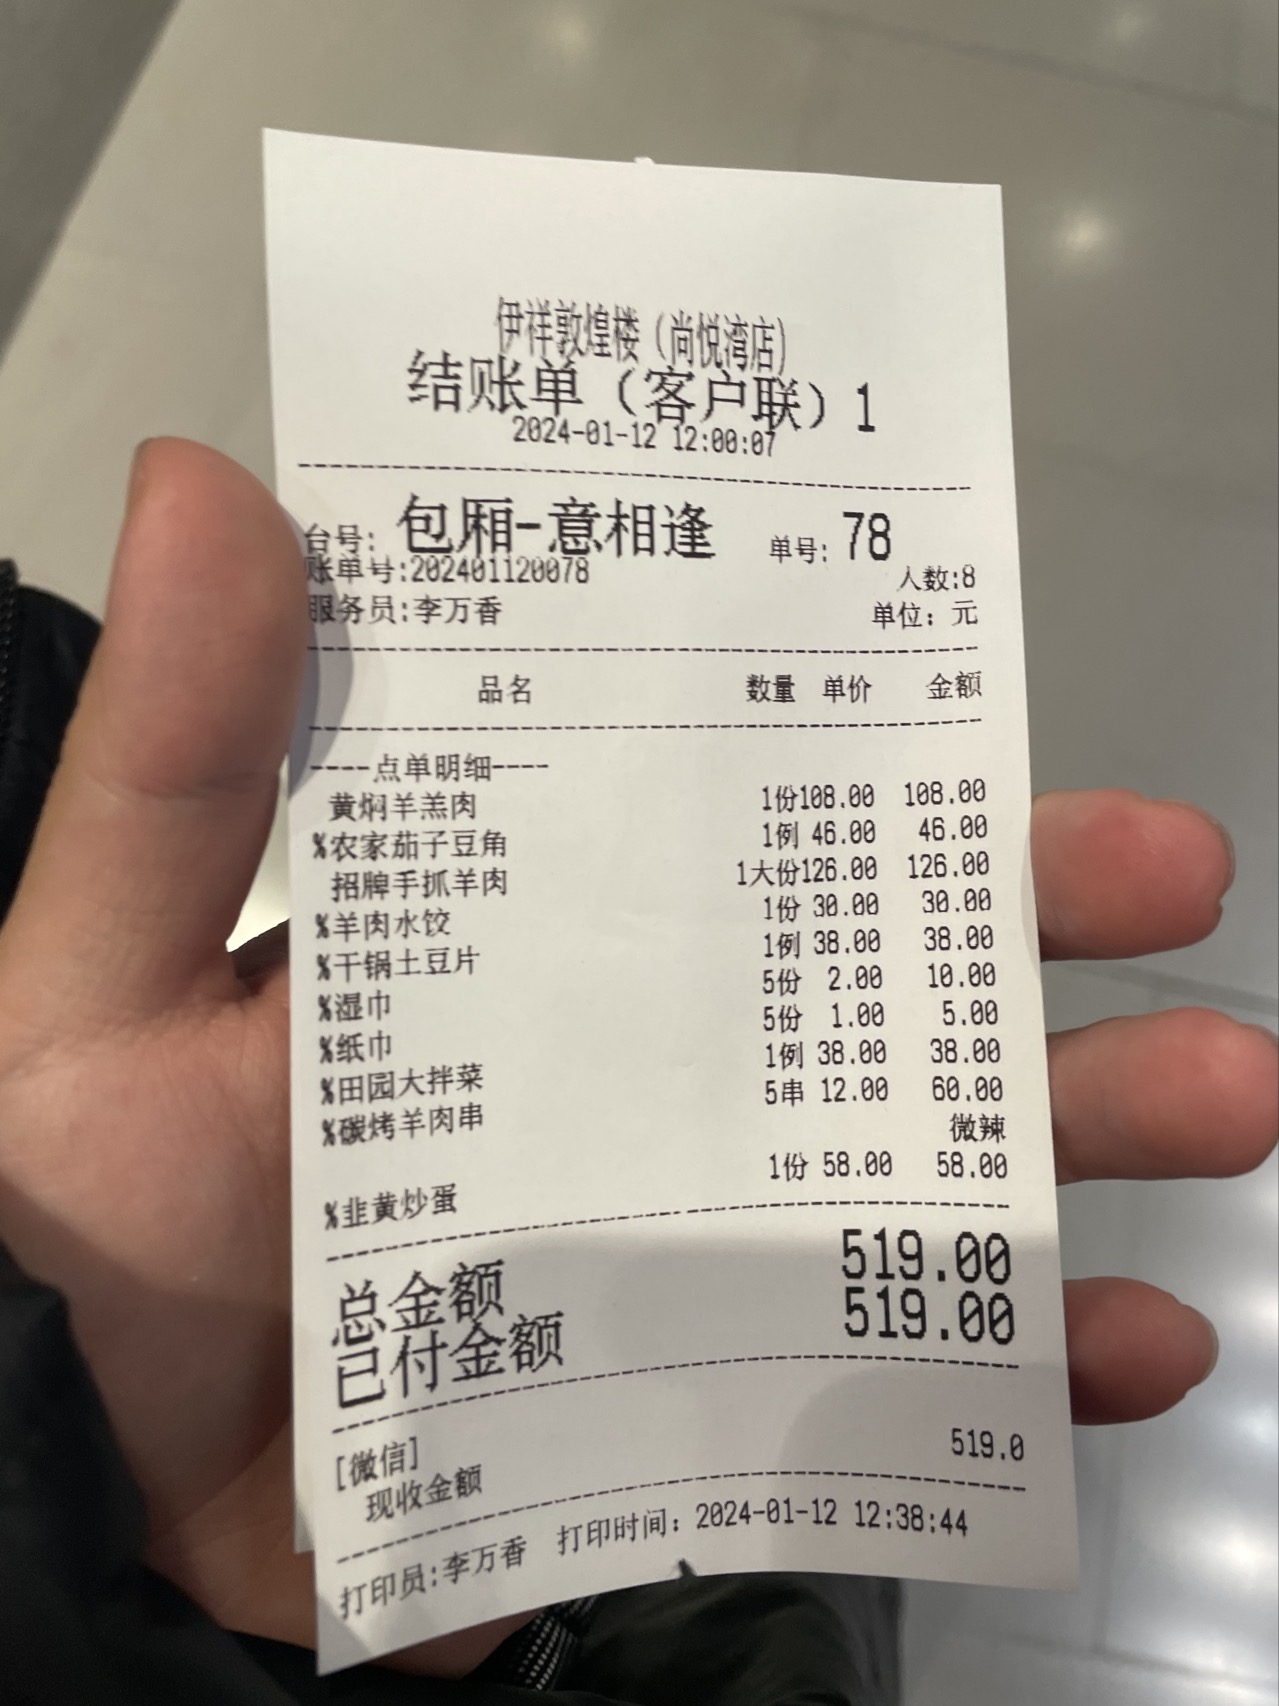 伊祥敦煌楼（尚悦湾店）
结账单（客户联）1
2024-01-12 12:00:07
台号: 包厢-意相逢 单号: 78
账单号:202401120078 人数:8
服务员:李万香 单位: 元
品名 数量 单价 金额
----点单明细----
黄焖羊羔肉 1份108.00 108.00
%农家茄子豆角 1例 46.00 46.00
招牌手抓羊肉 1大份126.00 126.00
%羊肉水饺 1份 30.00 30.00
%干锅土豆片 1例 38.00 38.00
%湿巾 5份 2.00 10.00
%纸巾 5份 1.00 5.00
%田园大拌菜 1例 38.00 38.00
%碳烤羊肉串 5串 12.00 60.00
微辣
%韭黄炒蛋 1份 58.00 58.00
总金额 519.00
已付金额 519.00
[微信]
现收金额 519.0
打印员:李万香 打印时间: 2024-01-12 12:38:44